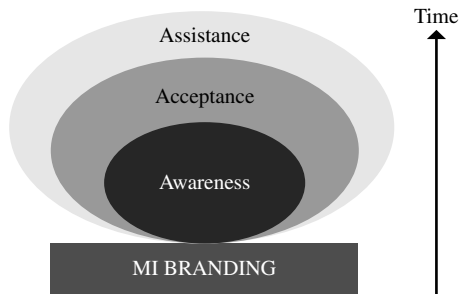 Time
Assistance
Acceptance
Awareness
MI BRANDING